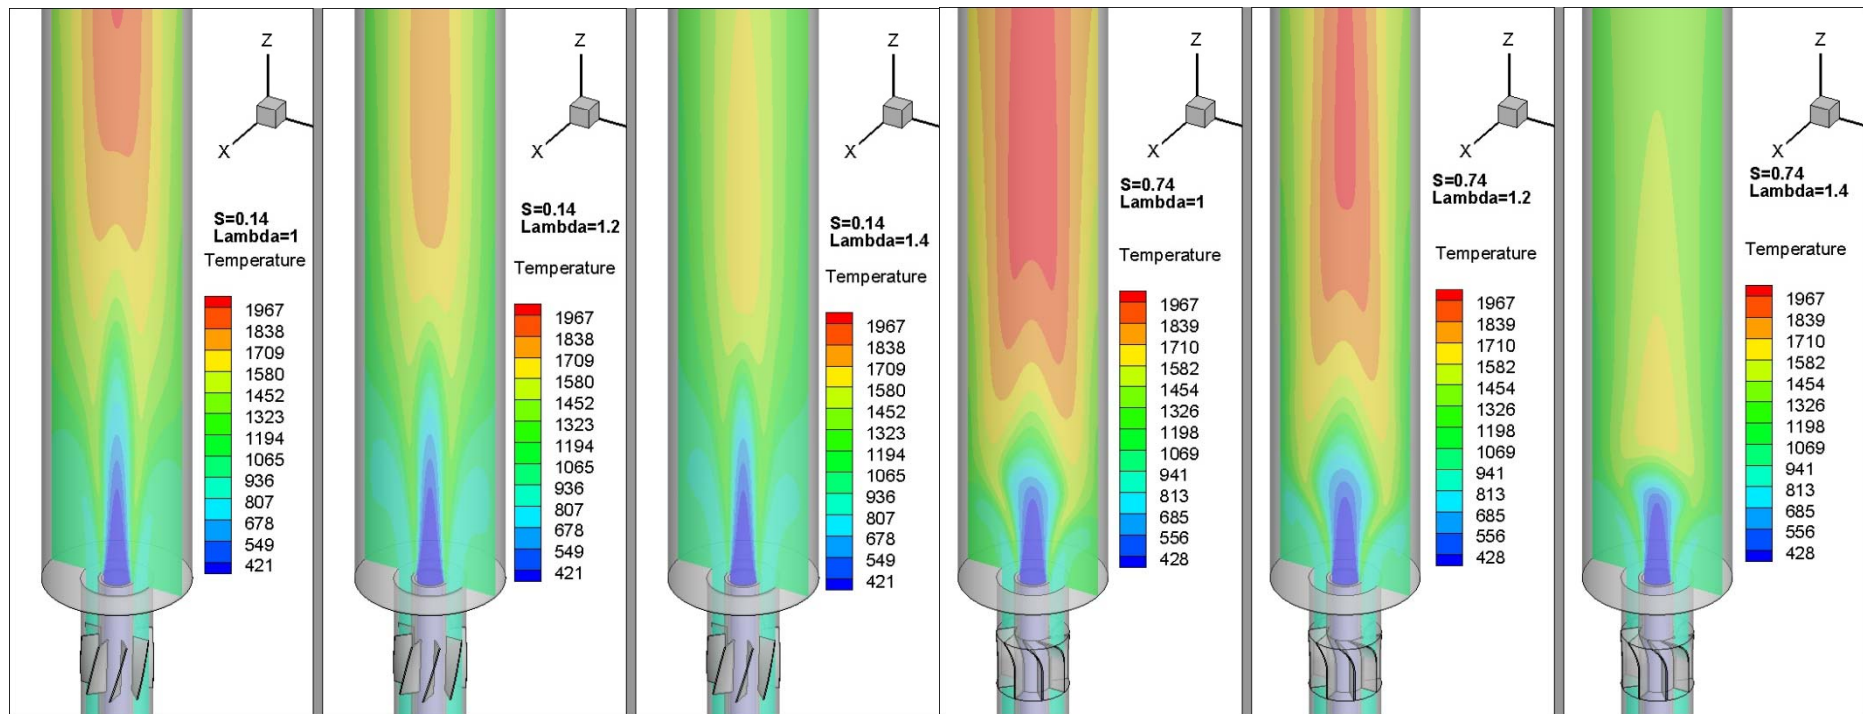 Z
X
S=0.14
Lambda=1
Temperature
1967
1838
1709
1580
1452
1323
1194
1065
936
807
678
549
421
Z
X
S=0.14
Lambda=1.2
Temperature
1967
1838
1709
1580
1452
1323
1194
1065
936
807
678
549
421
Z
X
S=0.14
Lambda=1.4
Temperature
1967
1838
1709
1580
1452
1323
1194
1065
936
807
678
549
421
Z
X
S=0.74
Lambda=1
Temperature
1967
1839
1710
1582
1454
1326
1198
1069
941
813
685
556
428
Z
X
S=0.74
Lambda=1.2
Temperature
1967
1839
1710
1582
1454
1326
1198
1069
941
813
685
556
428
Z
X
S=0.74
Lambda=1.4
Temperature
1967
1839
1710
1582
1454
1326
1198
1069
941
813
685
556
428